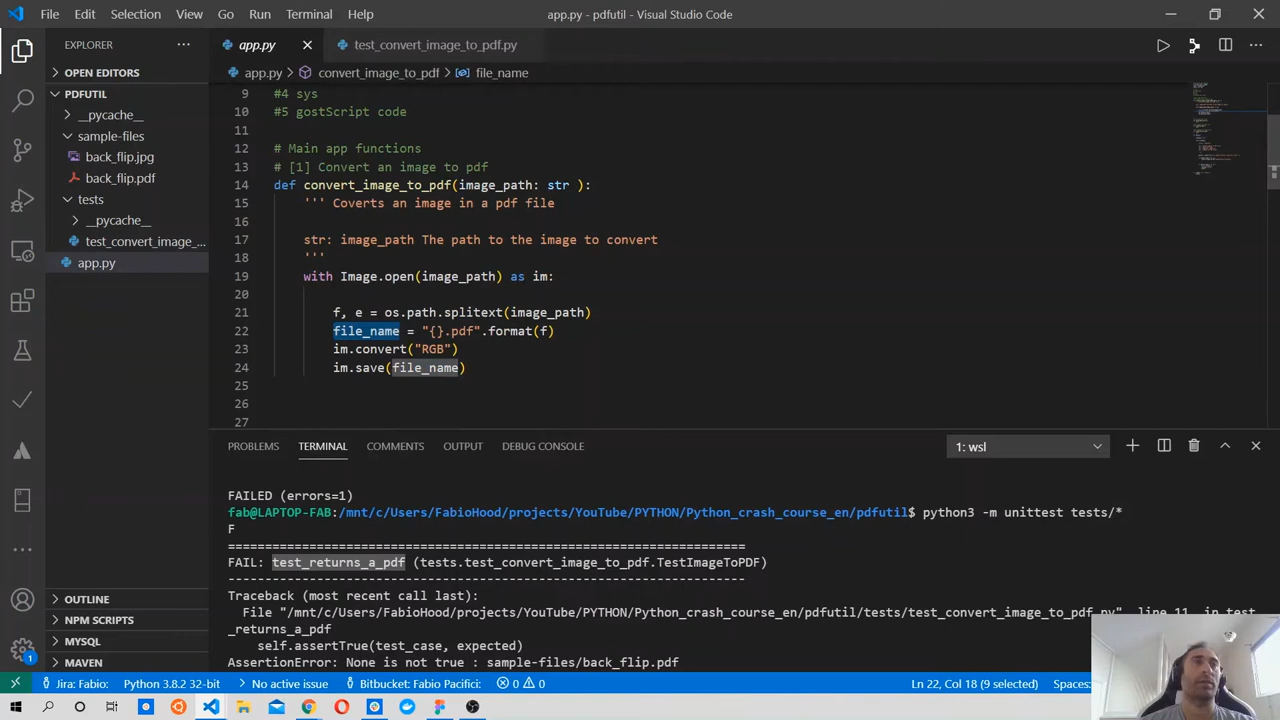 File Edit Selection View Go Run Terminal Help
app.py - pdfutil - Visual Studio Code
EXPLORER
OPEN EDITORS
PDFUTIL
__pycache__
sample-files
back_flip.jpg
back_flip.pdf
tests
__pycache__
test_convert_image_...
app.py
OUTLINE
NPM SCRIPTS
MYSQL
MAVEN
app.py test_convert_image_to_pdf.py
app.py > convert_image_to_pdf > file_name
9 #4 sys
10 #5 gostScript code
11
12 # Main app functions
13 # [1] Convert an image to pdf
14 def convert_image_to_pdf(image_path: str ):
15 ''' Coverts an image in a pdf file
16
17 str: image_path The path to the image to convert
18 '''
19 with Image.open(image_path) as im:
20
21 f, e = os.path.splitext(image_path)
22 file_name = "{}.pdf".format(f)
23 im.convert("RGB")
24 im.save(file_name)
25
26
27
PROBLEMS TERMINAL COMMENTS OUTPUT DEBUG CONSOLE
1: wsl
FAILED (errors=1)
fab@LAPTOP-FAB:/mnt/c/Users/FabioHood/projects/YouTube/PYTHON/Python_crash_course_en/pdfutil$ python3 -m unittest tests/*
F
======================================================================
FAIL: test_returns_a_pdf (tests.test_convert_image_to_pdf.TestImageToPDF)
----------------------------------------------------------------------
Traceback (most recent call last):
File "/mnt/c/Users/FabioHood/projects/YouTube/PYTHON/Python_crash_course_en/pdfutil/tests/test_convert_image_to_pdf.py", line 11, in test
_returns_a_pdf
self.assertTrue(test_case, expected)
AssertionError: None is not true : sample-files/back_flip.pdf
Jira: Fabio: Python 3.8.2 32-bit No active issue Bitbucket: Fabio Pacifici: 0 0 Ln 22, Col 18 (9 selected) Spaces:
1